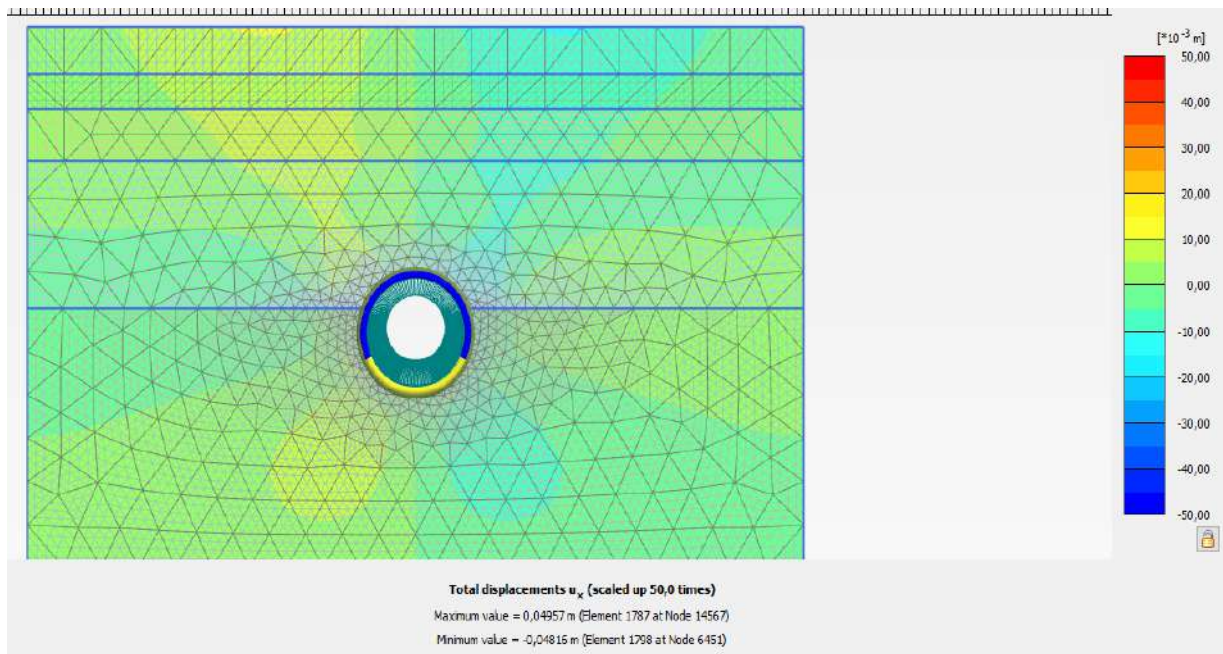 [*10⁻³ m]
50,00
40,00
30,00
20,00
10,00
0,00
-10,00
-20,00
-30,00
-40,00
-50,00
Total displacements uₓ (scaled up 50,0 times)
Maximum value = 0,04957 m (Element 1787 at Node 14567)
Minimum value = -0,04816 m (Element 1798 at Node 6451)